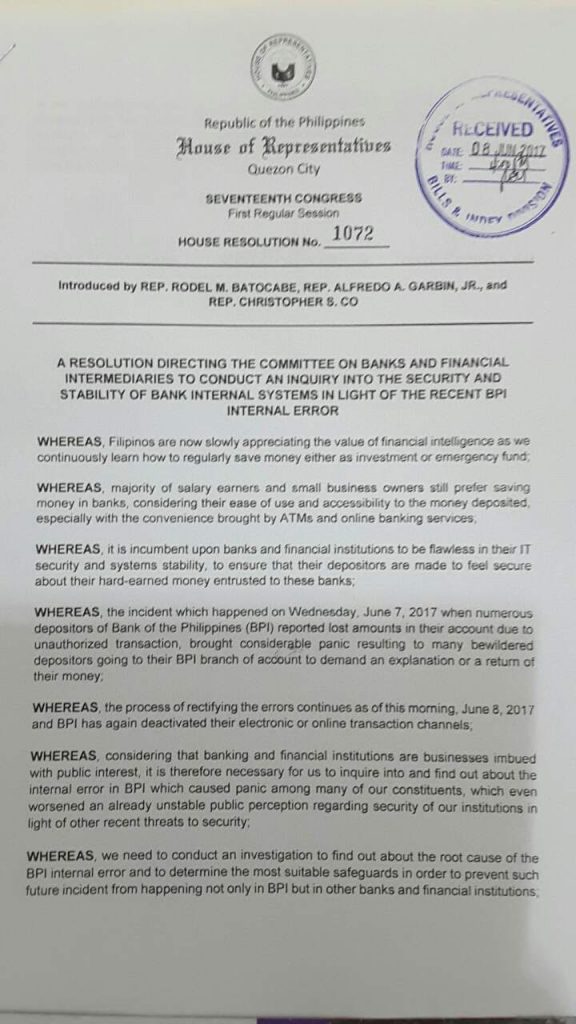 HOUSE OF REPRESENTATIVES
PHILIPPINES
Republic of the Philippines
House of Representatives
Quezon City
REPRESENTATIVES
RECEIVED
DATE: 08 JUN 2017
TIME:
BY:
BILLS & INDEX DIVISION
SEVENTEENTH CONGRESS
First Regular Session
HOUSE RESOLUTION No. 1072
Introduced by REP. RODEL M. BATOCABE, REP. ALFREDO A. GARBIN, JR., and
REP. CHRISTOPHER S. CO
A RESOLUTION DIRECTING THE COMMITTEE ON BANKS AND FINANCIAL
INTERMEDIARIES TO CONDUCT AN INQUIRY INTO THE SECURITY AND
STABILITY OF BANK INTERNAL SYSTEMS IN LIGHT OF THE RECENT BPI
INTERNAL ERROR
WHEREAS, Filipinos are now slowly appreciating the value of financial intelligence as we
continuously learn how to regularly save money either as investment or emergency fund;
WHEREAS, majority of salary earners and small business owners still prefer saving
money in banks, considering their ease of use and accessibility to the money deposited,
especially with the convenience brought by ATMs and online banking services;
WHEREAS, it is incumbent upon banks and financial institutions to be flawless in their IT
security and systems stability, to ensure that their depositors are made to feel secure
about their hard-earned money entrusted to these banks;
WHEREAS, the incident which happened on Wednesday, June 7, 2017 when numerous
depositors of Bank of the Philippines (BPI) reported lost amounts in their account due to
unauthorized transaction, brought considerable panic resulting to many bewildered
depositors going to their BPI branch of account to demand an explanation or a return of
their money;
WHEREAS, the process of rectifying the errors continues as of this morning, June 8, 2017
and BPI has again deactivated their electronic or online transaction channels;
WHEREAS, considering that banking and financial institutions are businesses imbued
with public interest, it is therefore necessary for us to inquire into and find out about the
internal error in BPI which caused panic among many of our constituents, which even
worsened an already unstable public perception regarding security of our institutions in
light of other recent threats to security;
WHEREAS, we need to conduct an investigation to find out about the root cause of the
BPI internal error and to determine the most suitable safeguards in order to prevent such
future incident from happening not only in BPI but in other banks and financial institutions;